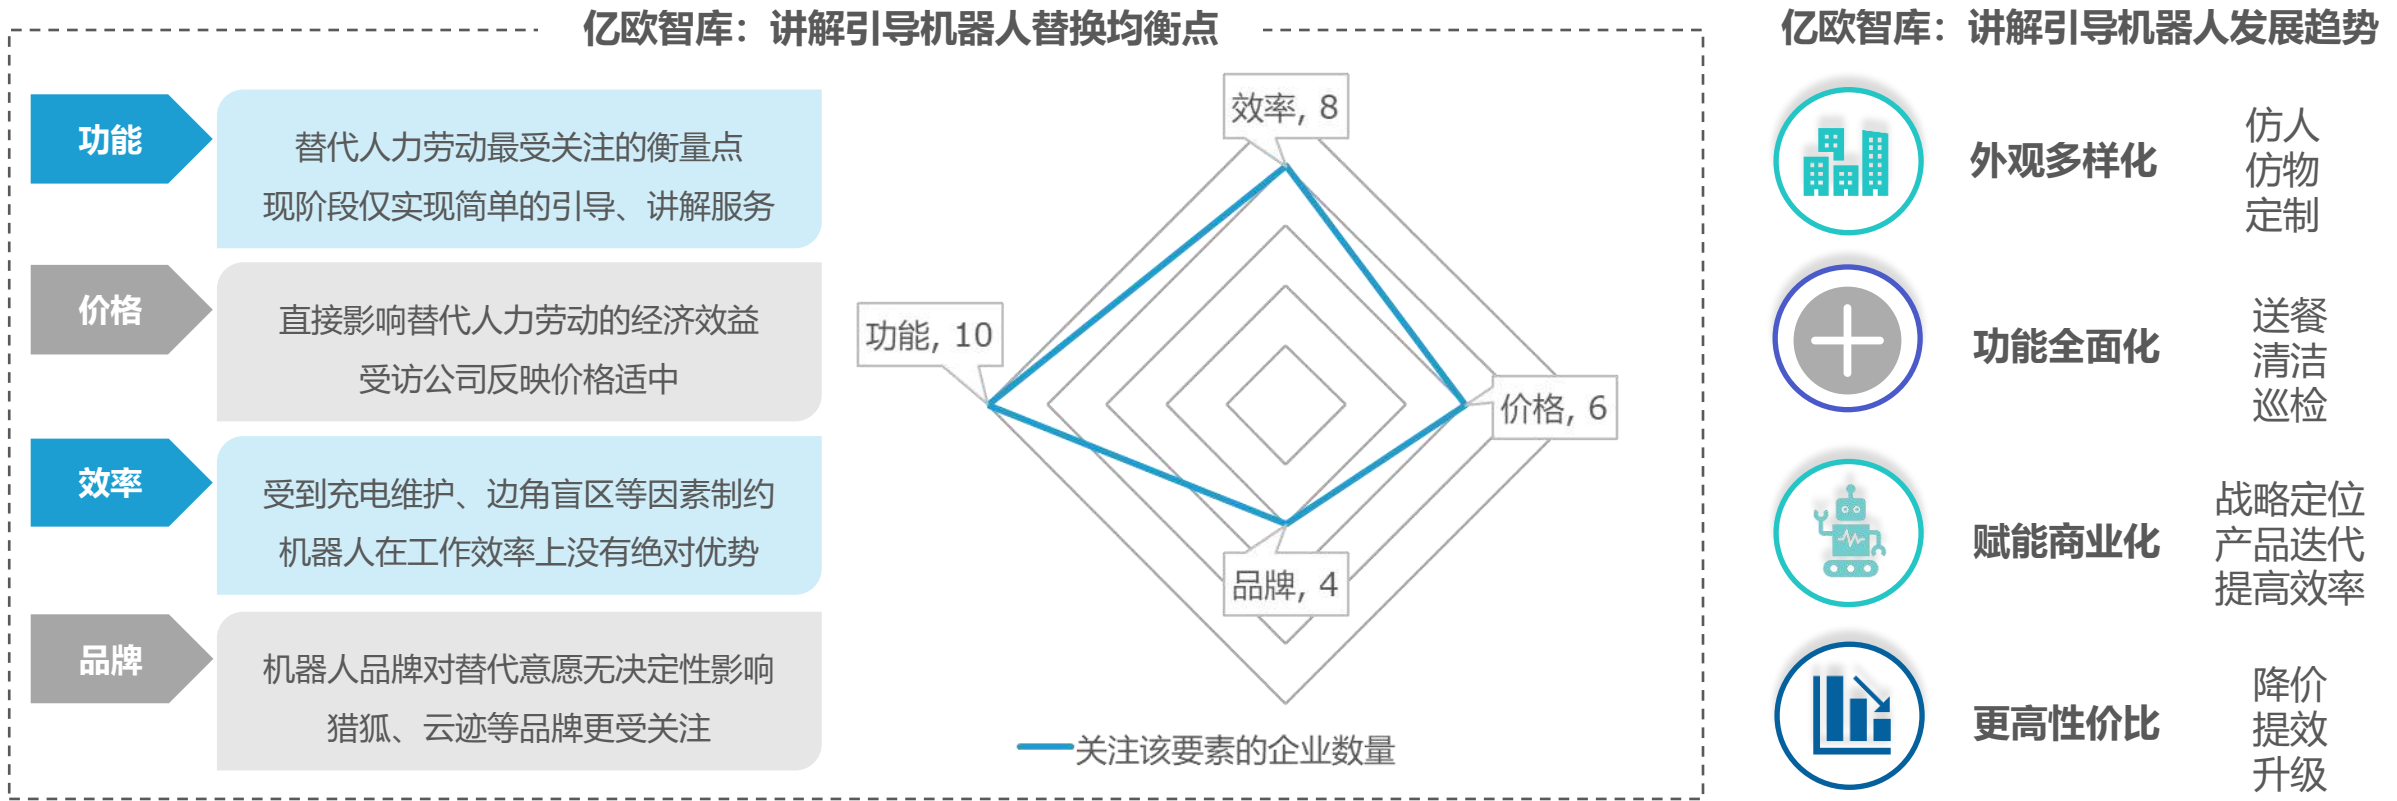 亿欧智库：讲解引导机器人替换均衡点
功能
替代人力劳动最受关注的衡量点
现阶段仅实现简单的引导、讲解服务
价格
直接影响替代人力劳动的经济效益
受访公司反映价格适中
效率
受到充电维护、边角盲区等因素制约
机器人在工作效率上没有绝对优势
品牌
机器人品牌对替代意愿无决定性影响
猎狐、云迹等品牌更受关注
效率, 8
功能, 10
价格, 6
品牌, 4
关注该要素的企业数量
亿欧智库：讲解引导机器人发展趋势
外观多样化
仿人
仿物
定制
功能全面化
送餐
清洁
巡检
赋能商业化
战略定位
产品迭代
提高效率
更高性价比
降价
提效
升级